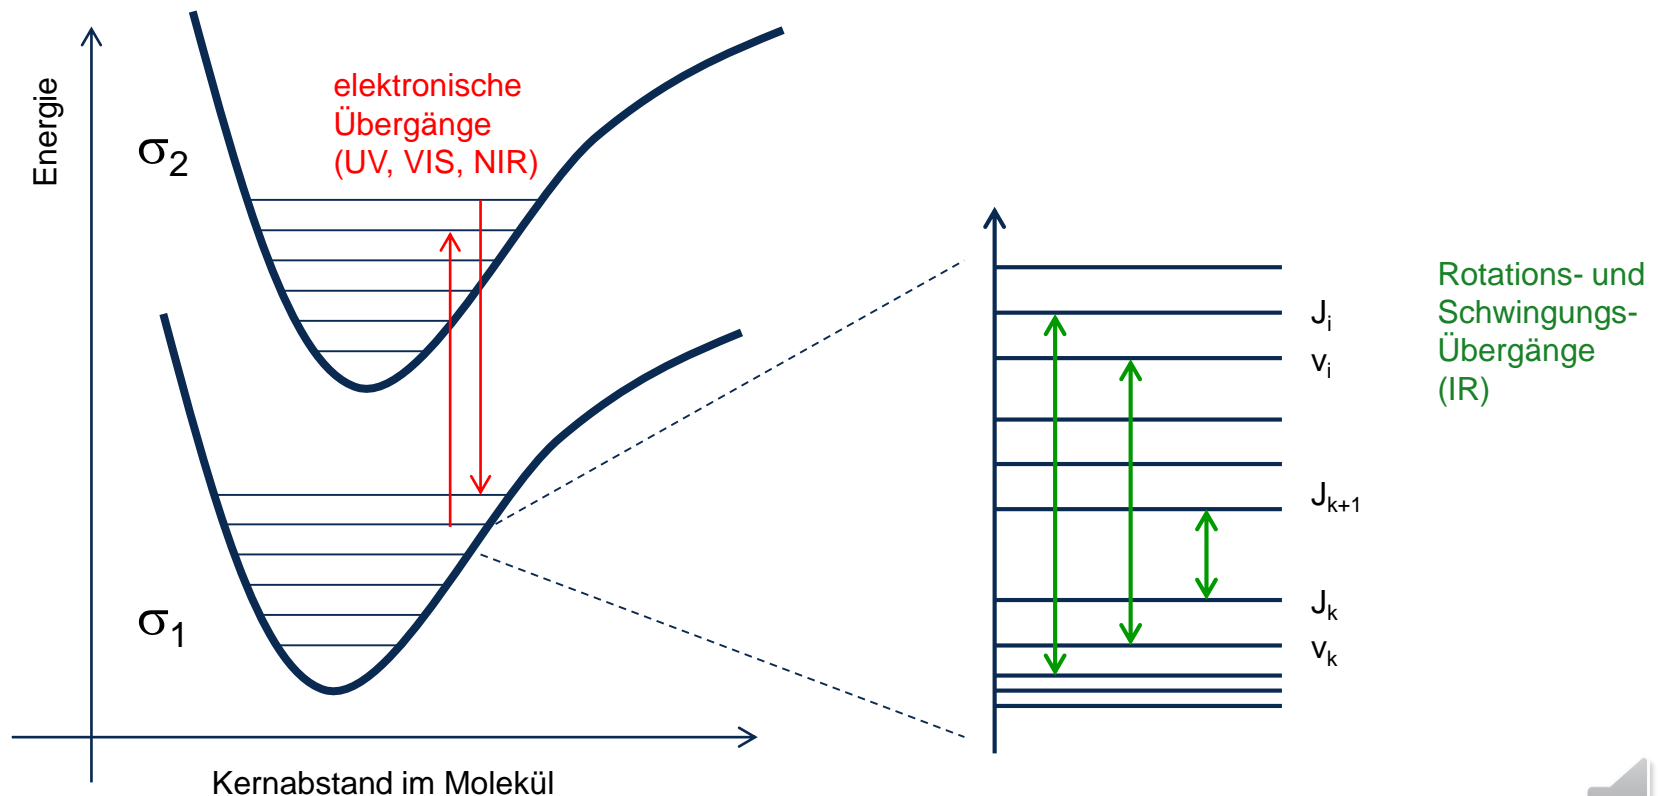 Energie
σ2
elektronische
Übergänge
(UV, VIS, NIR)
σ1
Kernabstand im Molekül
Ji
vi
Jk+1
Jk
vk
Rotations- und
Schwingungs-
Übergänge
(IR)